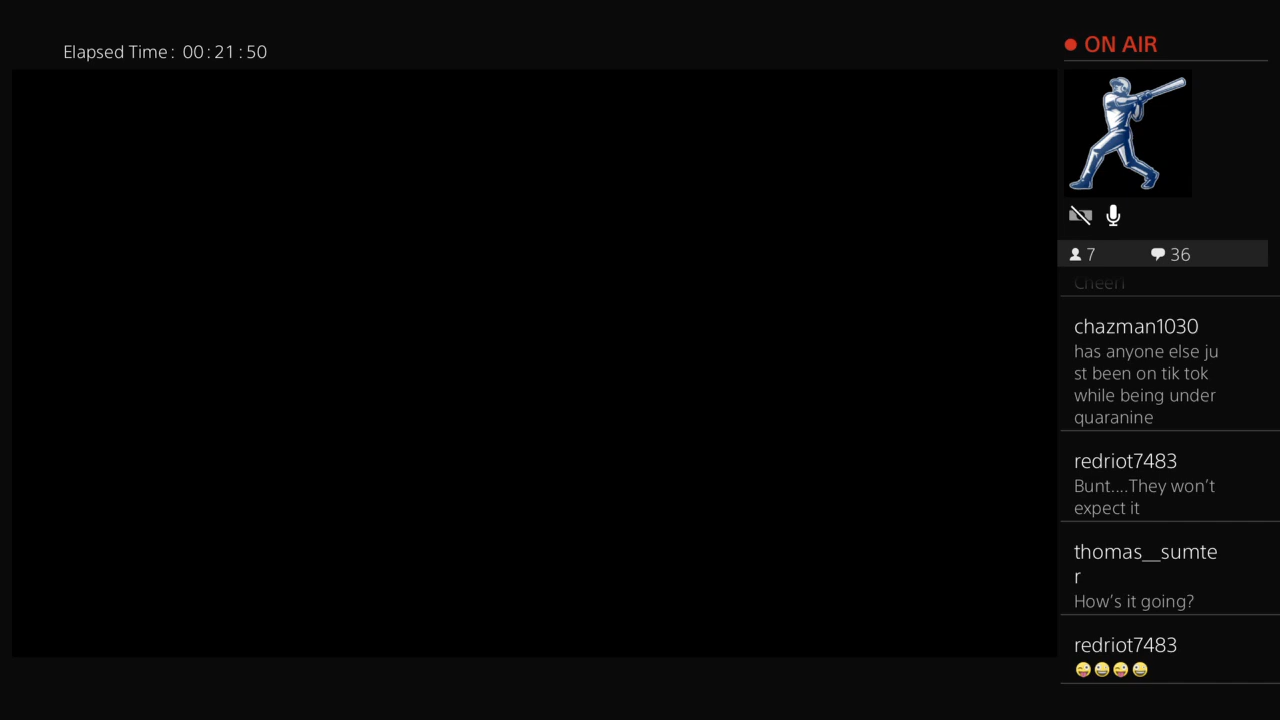 Elapsed Time: 00:21:50
ON AIR
7 36
chazman1030
has anyone else ju
st been on tik tok
while being under
quaranine
redriot7483
Bunt....They won't
expect it
thomas__sumte
r
How's it going?
redriot7483